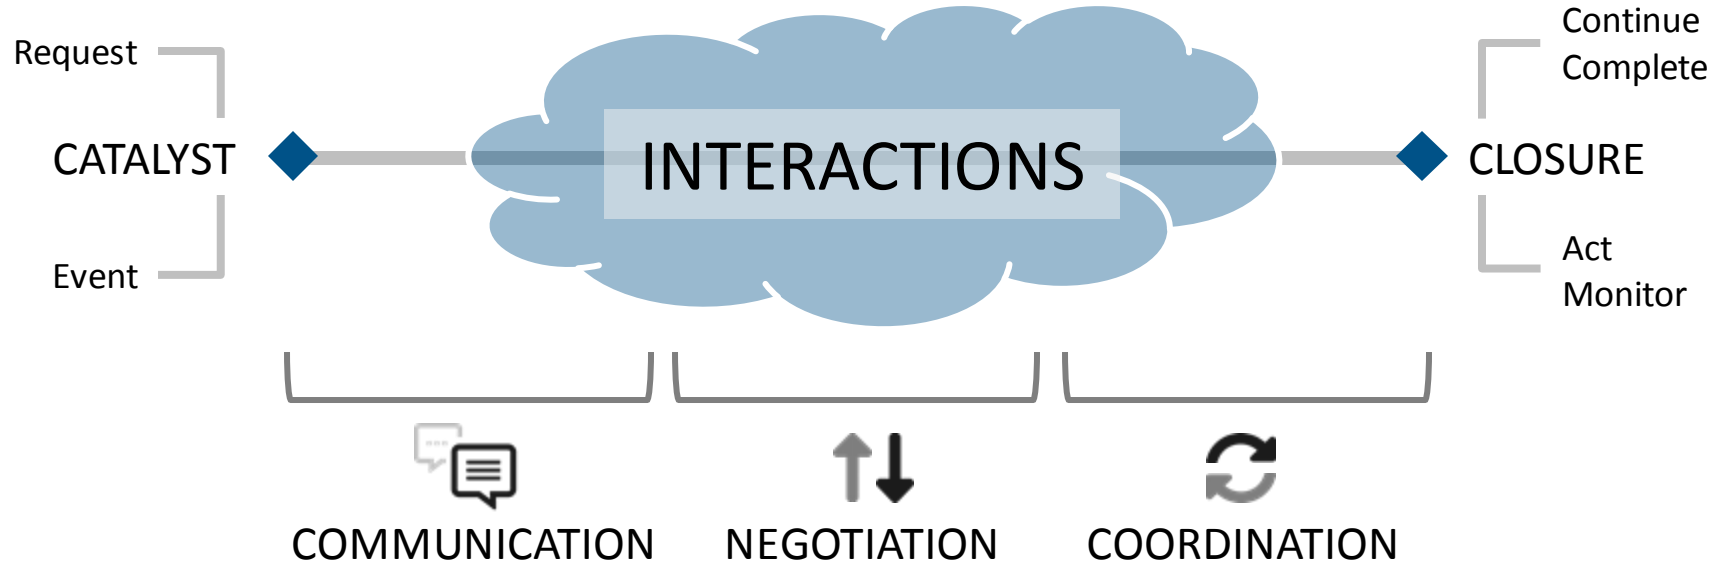 Request
CATALYST
Event
INTERACTIONS
Continue
Complete
CLOSURE
Act
Monitor
COMMUNICATION
NEGOTIATION
COORDINATION